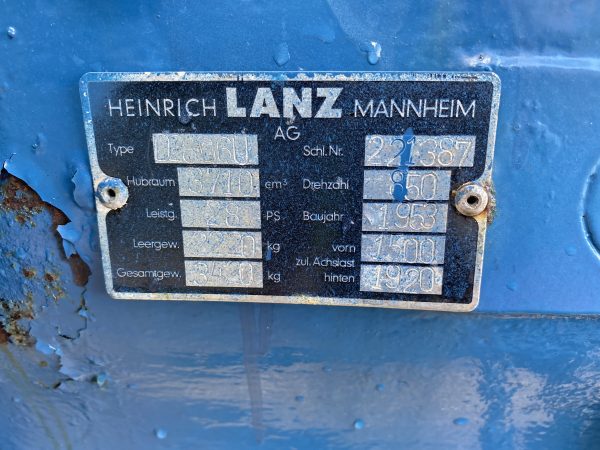 HEINRICH LANZ MANNHEIM
AG
Type Schl.Nr. 221387
Hubraum 3710 cm³ Drehzahl 850
Leistg. 28 PS Baujahr 1953
Leergew. kg vorn 1500
zul. Achslast
Gesamtgew. 3420 kg hinten 1920